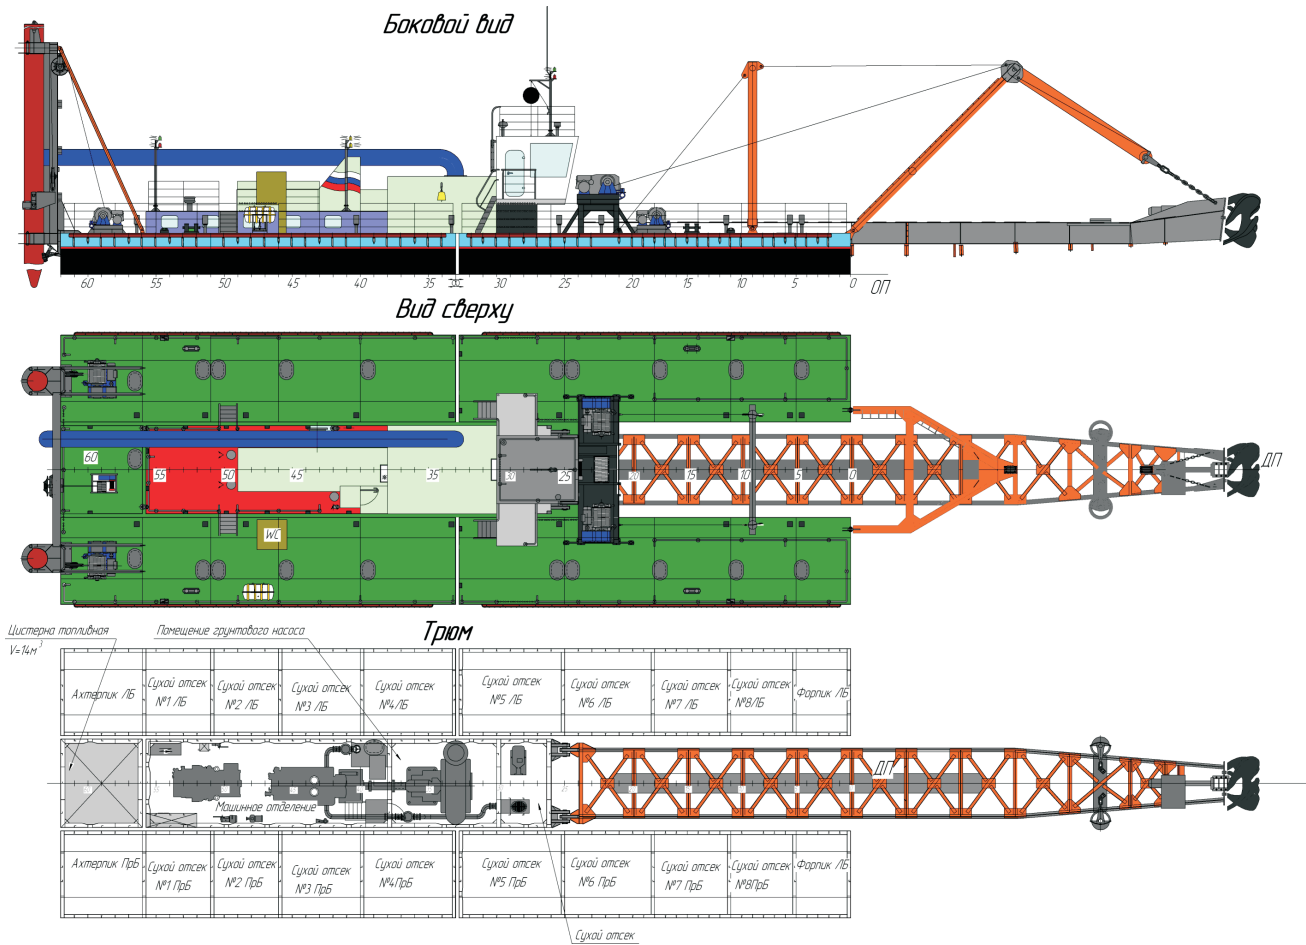 Боковой вид
60 55 50 45 40 35 30 25 20 15 10 5 0 ОП
Вид сверху
60 55 50 45 35 30 25 20 15 10 5 0 ДП
WC
Трюм
Цистерна топливная
V=14м³
Помещение грунтового насоса
Ахтерпик ЛБ
Сухой отсек
№1 ЛБ
Сухой отсек
№2 ЛБ
Сухой отсек
№3 ЛБ
Сухой отсек
№4/ЛБ
Сухой отсек
№5 ЛБ
Сухой отсек
№6 ЛБ
Сухой отсек
№7 ЛБ
Сухой отсек
№8/ЛБ
Форпик ЛБ
ДП
Машинное отделение
Ахтерпик ПрБ
Сухой отсек
№1 ПрБ
Сухой отсек
№2 ПрБ
Сухой отсек
№3 ПрБ
Сухой отсек
№4ПрБ
Сухой отсек
№5 ПрБ
Сухой отсек
№6 ПрБ
Сухой отсек
№7 ПрБ
Сухой отсек
№8ПрБ
Форпик ЛБ
Сухой отсек